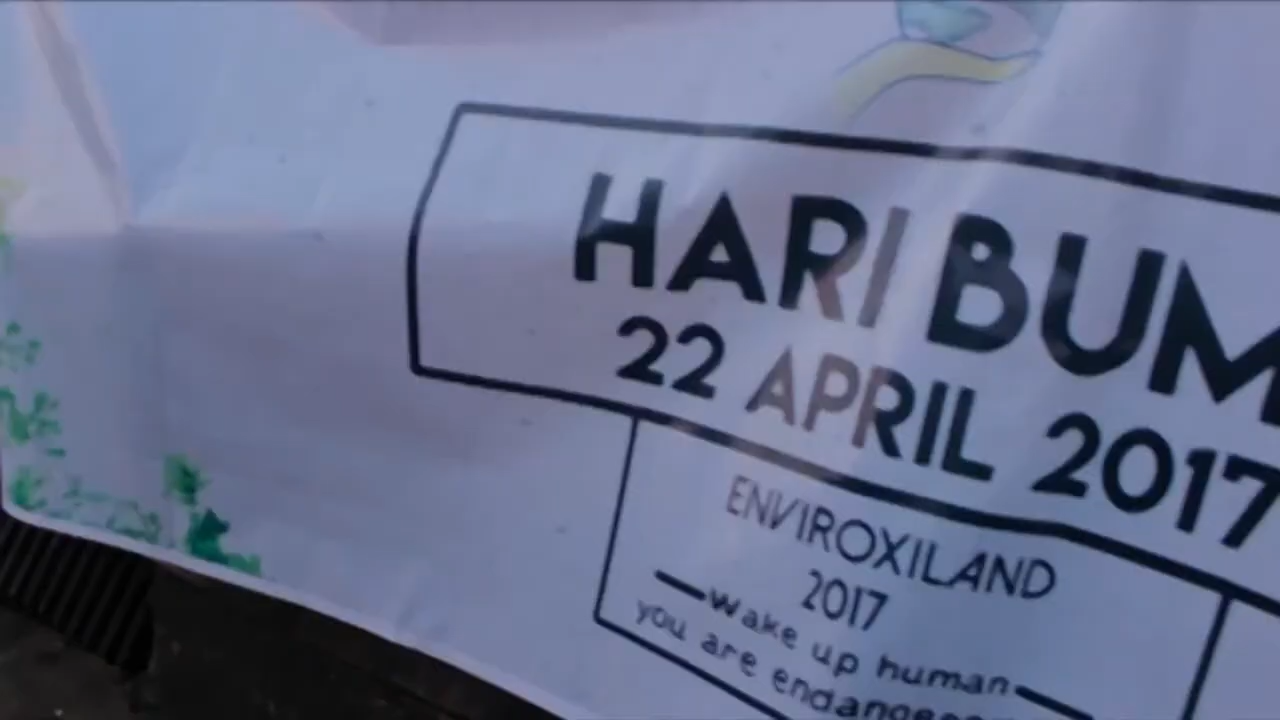 HARI BUM
22 APRIL 2017
ENVIROXILAND
2017
wake up human
you are